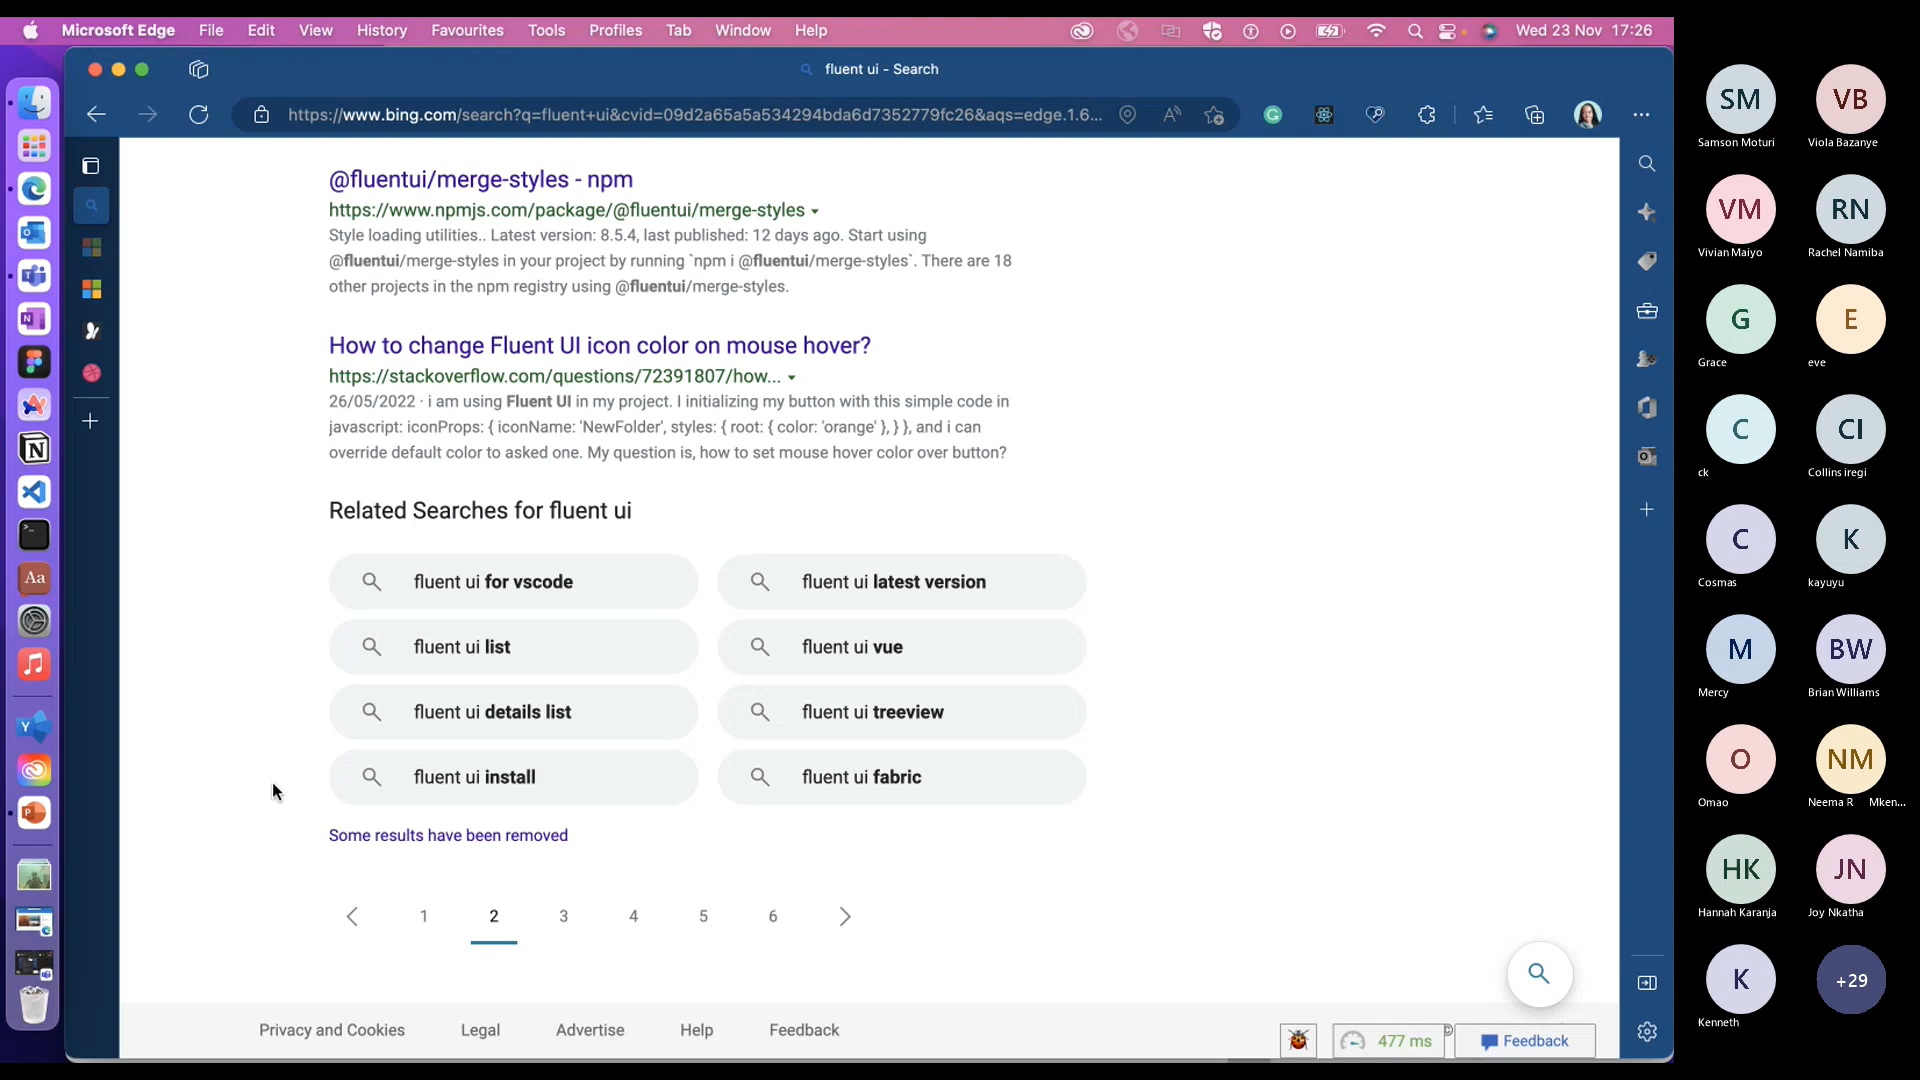 Microsoft Edge File Edit View History Favourites Tools Profiles Tab Window Help Wed 23 Nov 17:26
fluent ui - Search
https://www.bing.com/search?q=fluent+ui&cvid=09d2a65a5a534294bda6d7352779fc26&aqs=edge.1.6...
@fluentui/merge-styles - npm
https://www.npmjs.com/package/@fluentui/merge-styles
Style loading utilities.. Latest version: 8.5.4, last published: 12 days ago. Start using
@fluentui/merge-styles in your project by running `npm i @fluentui/merge-styles`. There are 18
other projects in the npm registry using @fluentui/merge-styles.
How to change Fluent UI icon color on mouse hover?
https://stackoverflow.com/questions/72391807/how...
26/05/2022 · i am using Fluent UI in my project. I initializing my button with this simple code in
javascript: iconProps: { iconName: 'NewFolder', styles: { root: { color: 'orange' }, } }, and i can
override default color to asked one. My question is, how to set mouse hover color over button?
Related Searches for fluent ui
fluent ui for vscode
fluent ui latest version
fluent ui list
fluent ui vue
fluent ui details list
fluent ui treeview
fluent ui install
fluent ui fabric
Some results have been removed
1 2 3 4 5 6
Privacy and Cookies Legal Advertise Help Feedback
477 ms
©
Feedback
Aa
SM VB
Samson Moturi Viola Bazanye
VM RN
Vivian Maiyo Rachel Namiba
G E
Grace eve
C CI
ck Collins iregi
C K
Cosmas kayuyu
M BW
Mercy Brian Williams
O NM
Omao Neema R Mken...
HK JN
Hannah Karanja Joy Nkatha
K +29
Kenneth